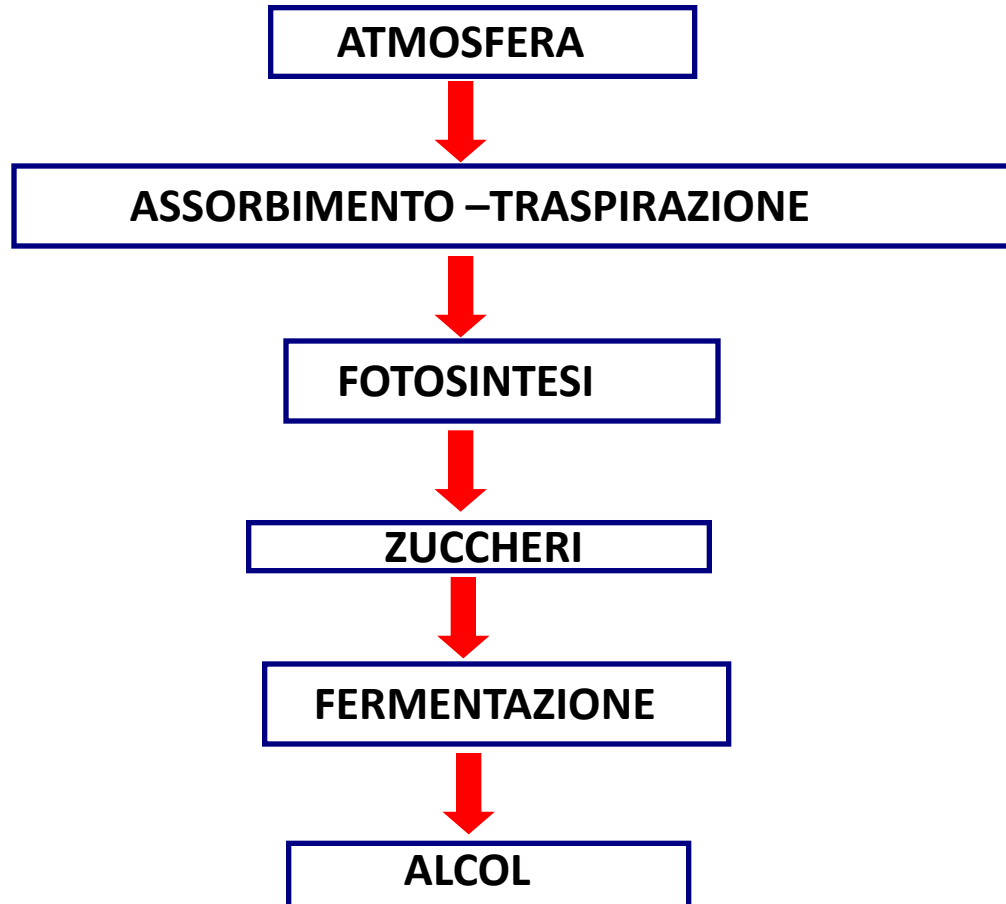 ATMOSFERA
ASSORBIMENTO –TRASPIRAZIONE
FOTOSINTESI
ZUCCHERI
FERMENTAZIONE
ALCOL